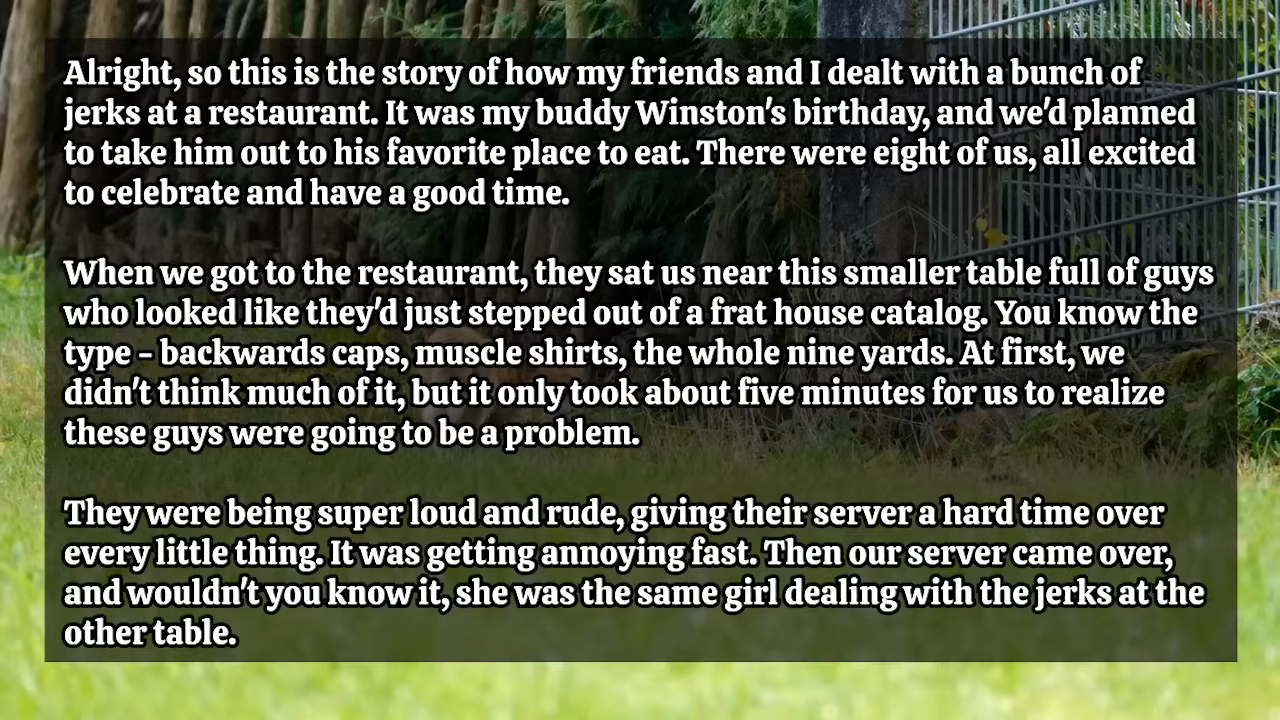 Alright, so this is the story of how my friends and I dealt with a bunch of
jerks at a restaurant. It was my buddy Winston's birthday, and we'd planned
to take him out to his favorite place to eat. There were eight of us, all excited
to celebrate and have a good time.
When we got to the restaurant, they sat us near this smaller table full of guys
who looked like they'd just stepped out of a frat house catalog. You know the
type - backwards caps, muscle shirts, the whole nine yards. At first, we
didn't think much of it, but it only took about five minutes for us to realize
these guys were going to be a problem.
They were being super loud and rude, giving their server a hard time over
every little thing. It was getting annoying fast. Then our server came over,
and wouldn't you know it, she was the same girl dealing with the jerks at the
other table.